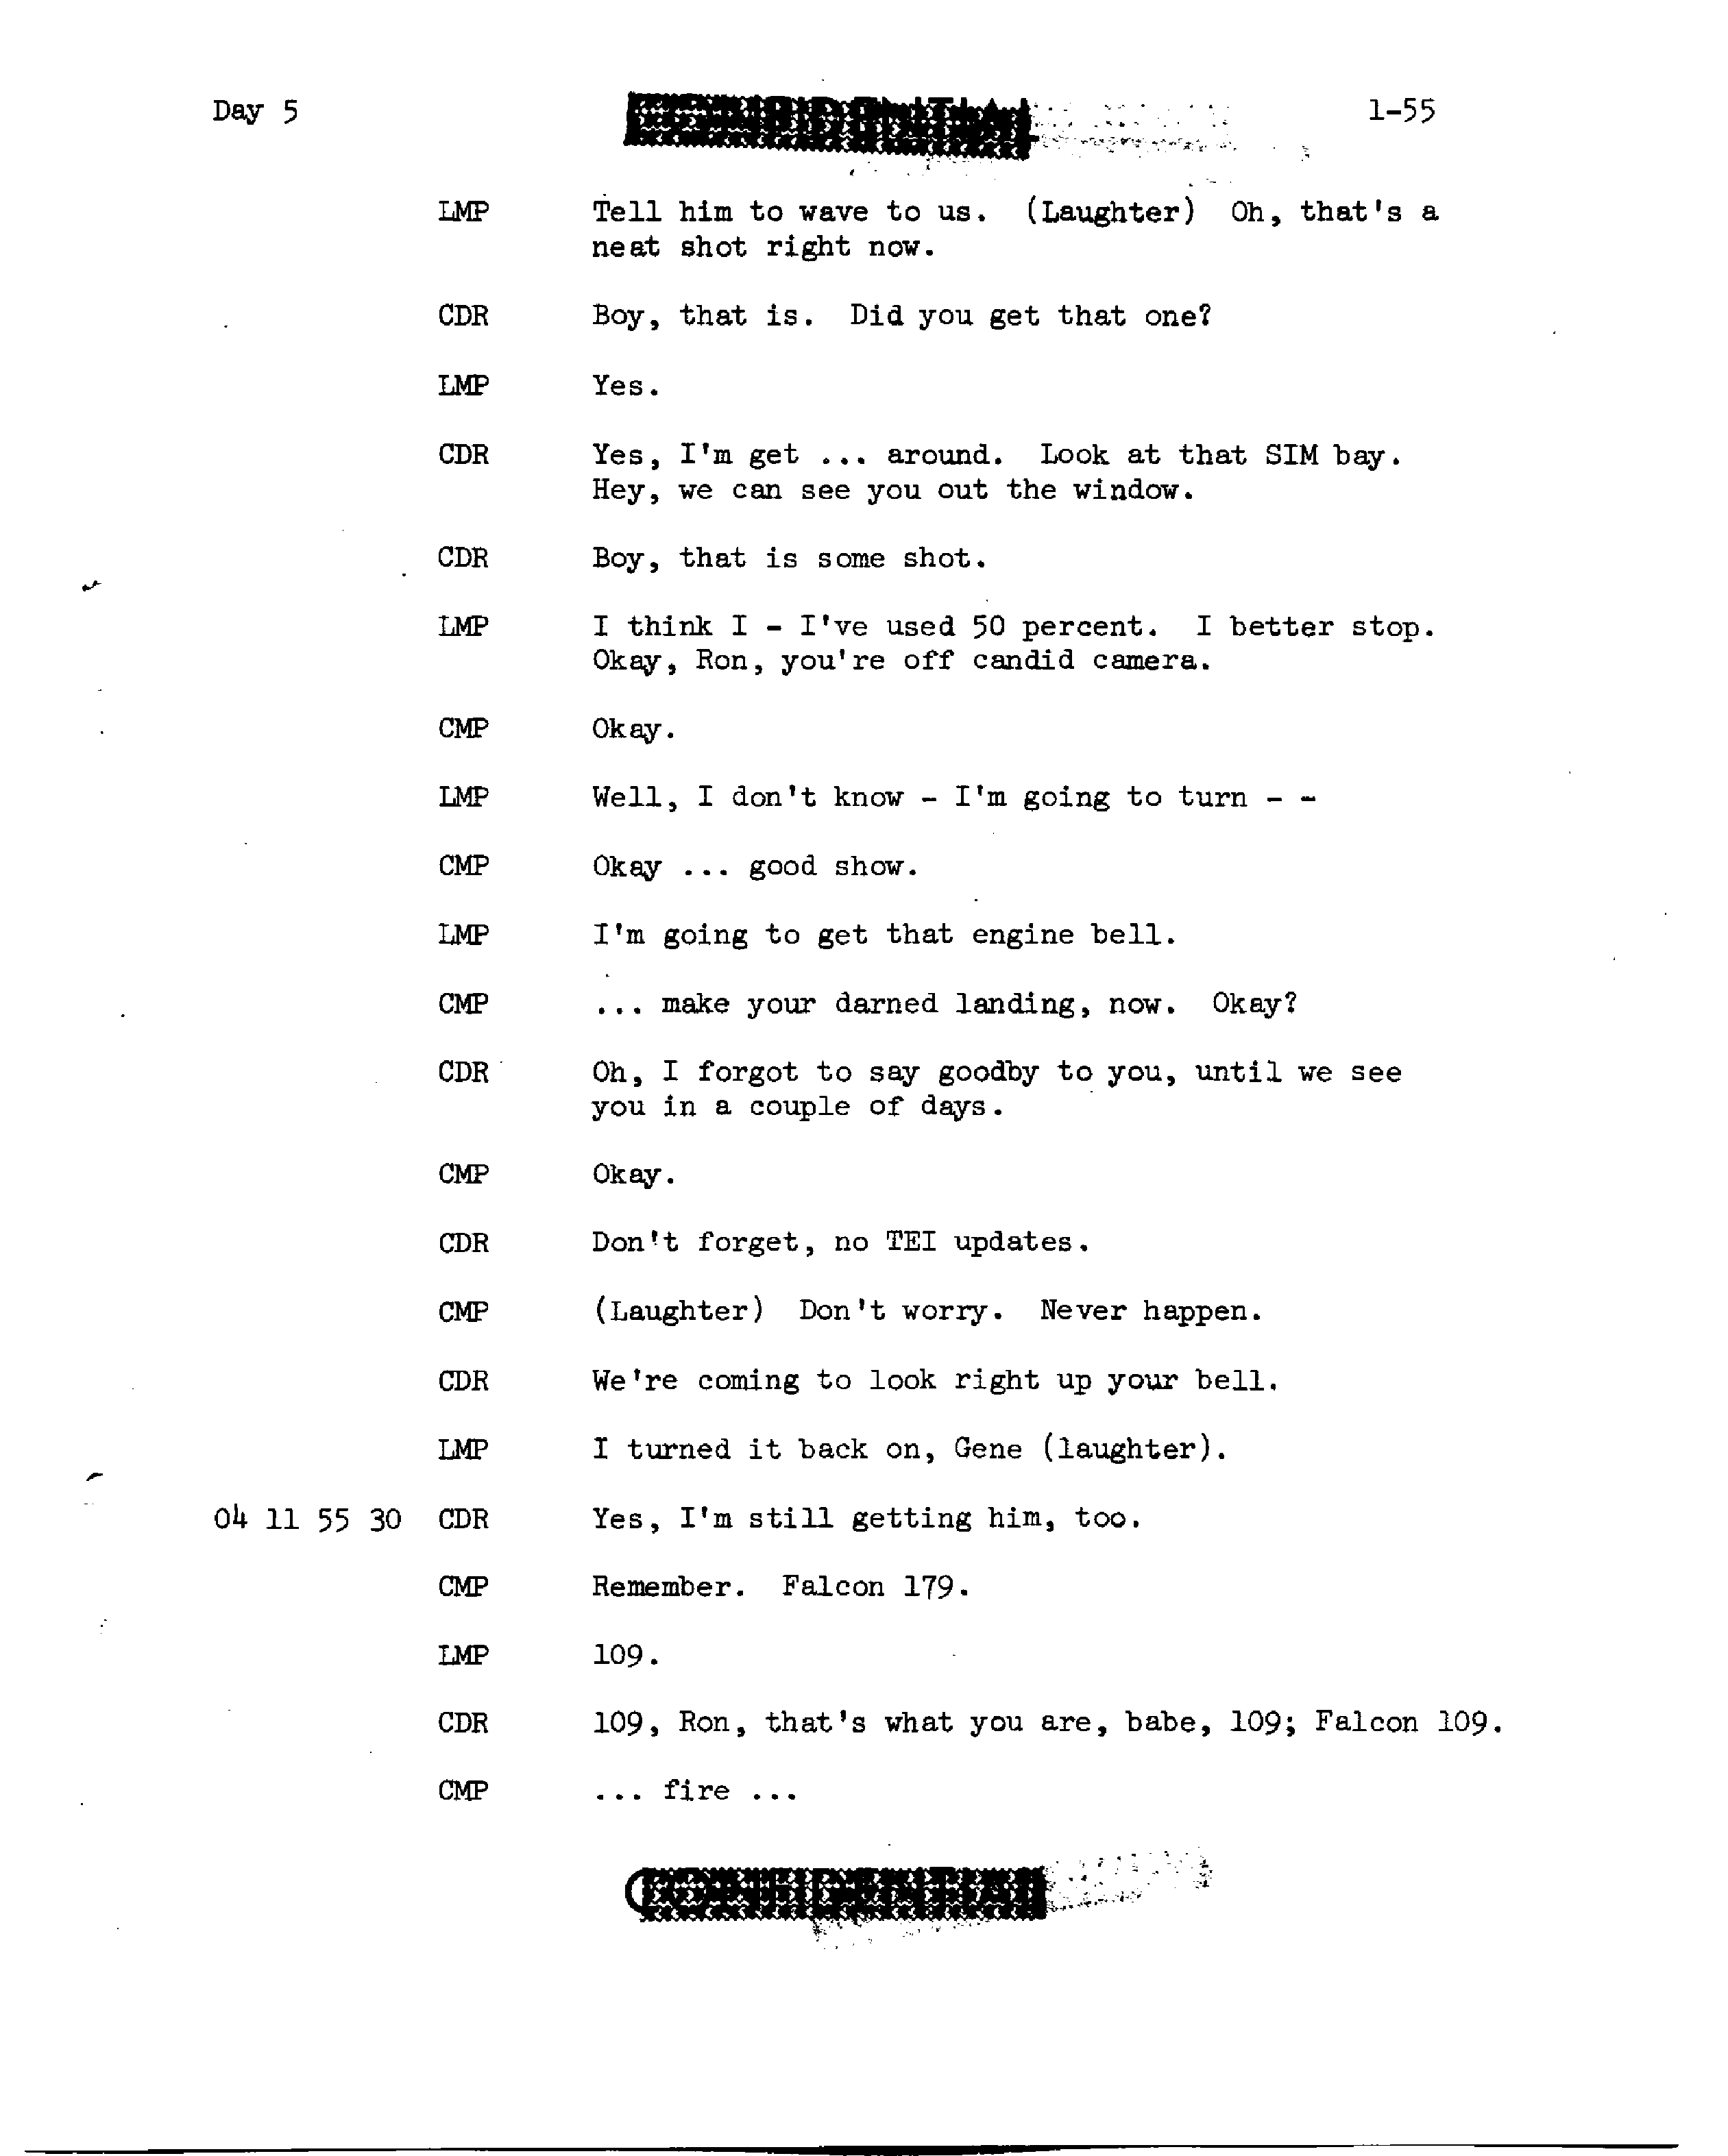 Day 5 CONFIDENTIAL 1-55
LMP Tell him to wave to us. (Laughter) Oh, that's a
neat shot right now.
CDR Boy, that is. Did you get that one?
LMP Yes.
CDR Yes, I'm get ... around. Look at that SIM bay.
Hey, we can see you out the window.
CDR Boy, that is some shot.
LMP I think I - I've used 50 percent. I better stop.
Okay, Ron, you're off candid camera.
CMP Okay.
LMP Well, I don't know - I'm going to turn - -
CMP Okay ... good show.
LMP I'm going to get that engine bell.
CMP ... make your darned landing, now. Okay?
CDR Oh, I forgot to say goodby to you, until we see
you in a couple of days.
CMP Okay.
CDR Don't forget, no TEI updates.
CMP (Laughter) Don't worry. Never happen.
CDR We're coming to look right up your bell.
LMP I turned it back on, Gene (laughter).
04 11 55 30 CDR Yes, I'm still getting him, too.
CMP Remember. Falcon 179.
LMP 109.
CDR 109, Ron, that's what you are, babe, 109; Falcon 109.
CMP ... fire ...
CONFIDENTIAL